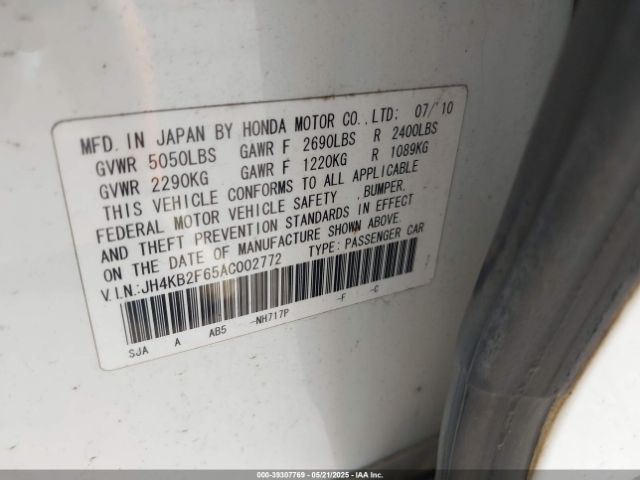 MFD. IN JAPAN BY HONDA MOTOR CO.,LTD: 07/'10
GVWR 5050LBS GAWR F 2690LBS R 2400LBS
GVWR 2290KG GAWR F 1220KG R 1089KG
THIS VEHICLE CONFORMS TO ALL APPLICABLE
FEDERAL MOTOR VEHICLE SAFETY ,BUMPER,
AND THEFT PREVENTION STANDARDS IN EFFECT
ON THE DATE OF MANUFACTURE SHOWN ABOVE.
V.I.N.:JH4KB2F65AC002772 TYPE: PASSENGER CAR
SJA A AB5 -NH717P -F -C
000-39307769 - 05/21/2025 - IAA Inc.